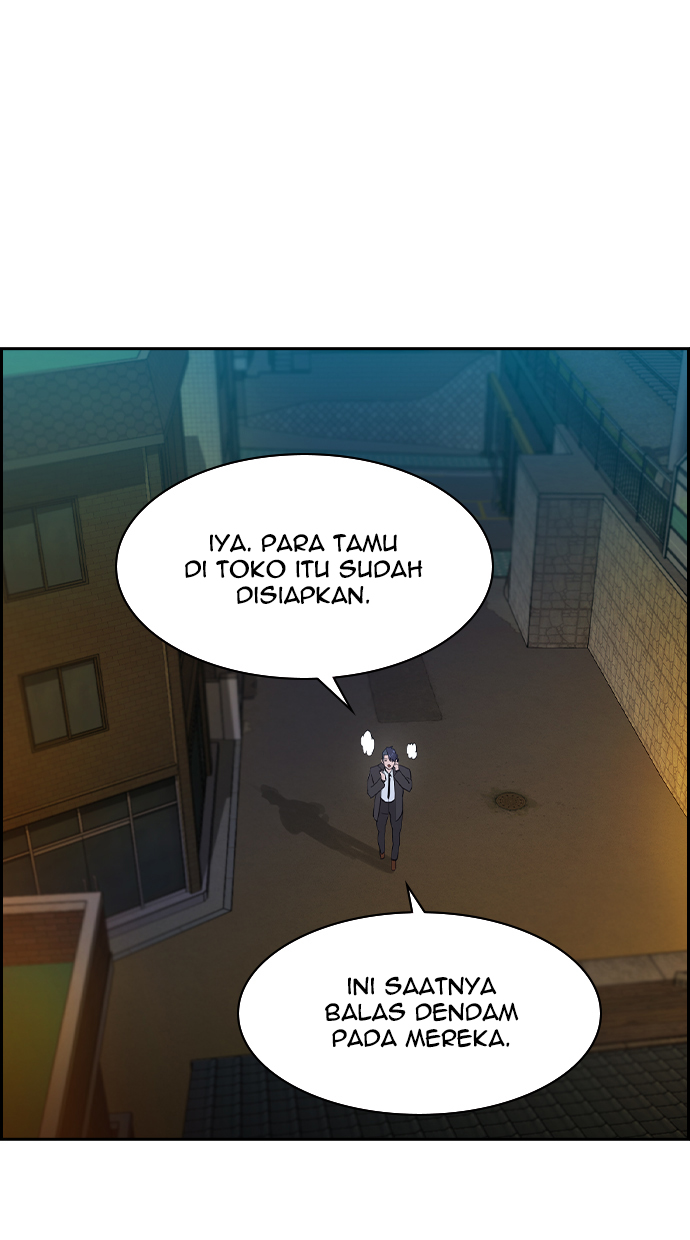 IYA. PARA TAMU
DI TOKO ITU SUDAH
DISIAPKAN.
INI SAATNYA
BALAS DENDAM
PADA MEREKA.